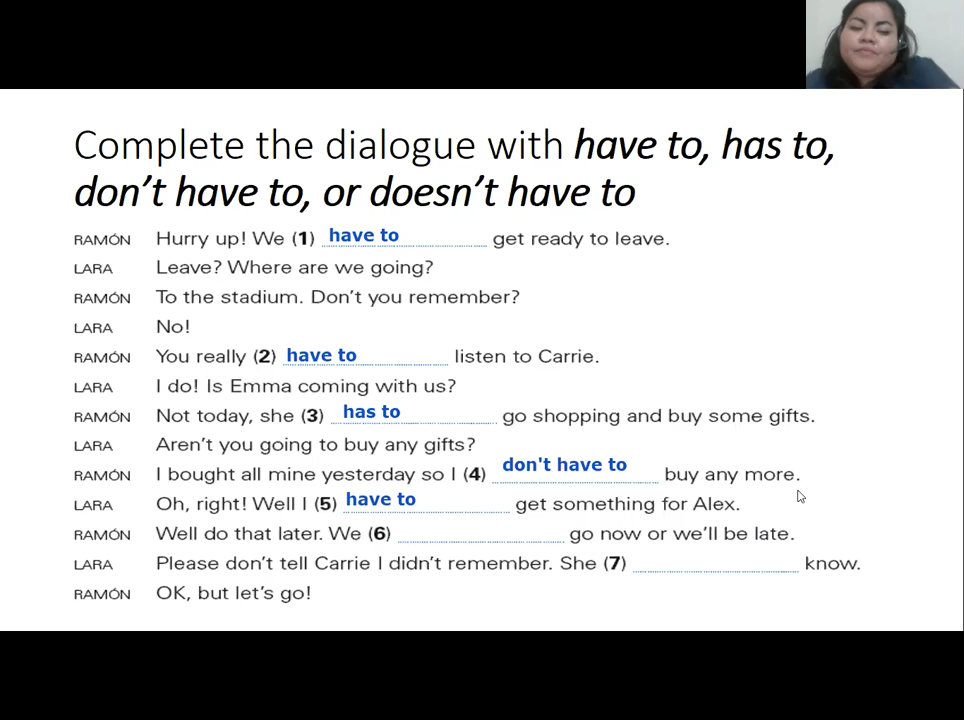 Complete the dialogue with have to, has to,
don't have to, or doesn't have to
RAMÓN Hurry up! We (1) have to get ready to leave.
LARA Leave? Where are we going?
RAMÓN To the stadium. Don't you remember?
LARA No!
RAMÓN You really (2) have to listen to Carrie.
LARA I do! Is Emma coming with us?
RAMÓN Not today, she (3) has to go shopping and buy some gifts.
LARA Aren't you going to buy any gifts?
RAMÓN I bought all mine yesterday so I (4) don't have to buy any more.
LARA Oh, right! Well I (5) have to get something for Alex.
RAMÓN Well do that later. We (6) go now or we'll be late.
LARA Please don't tell Carrie I didn't remember. She (7) know.
RAMÓN OK, but let's go!